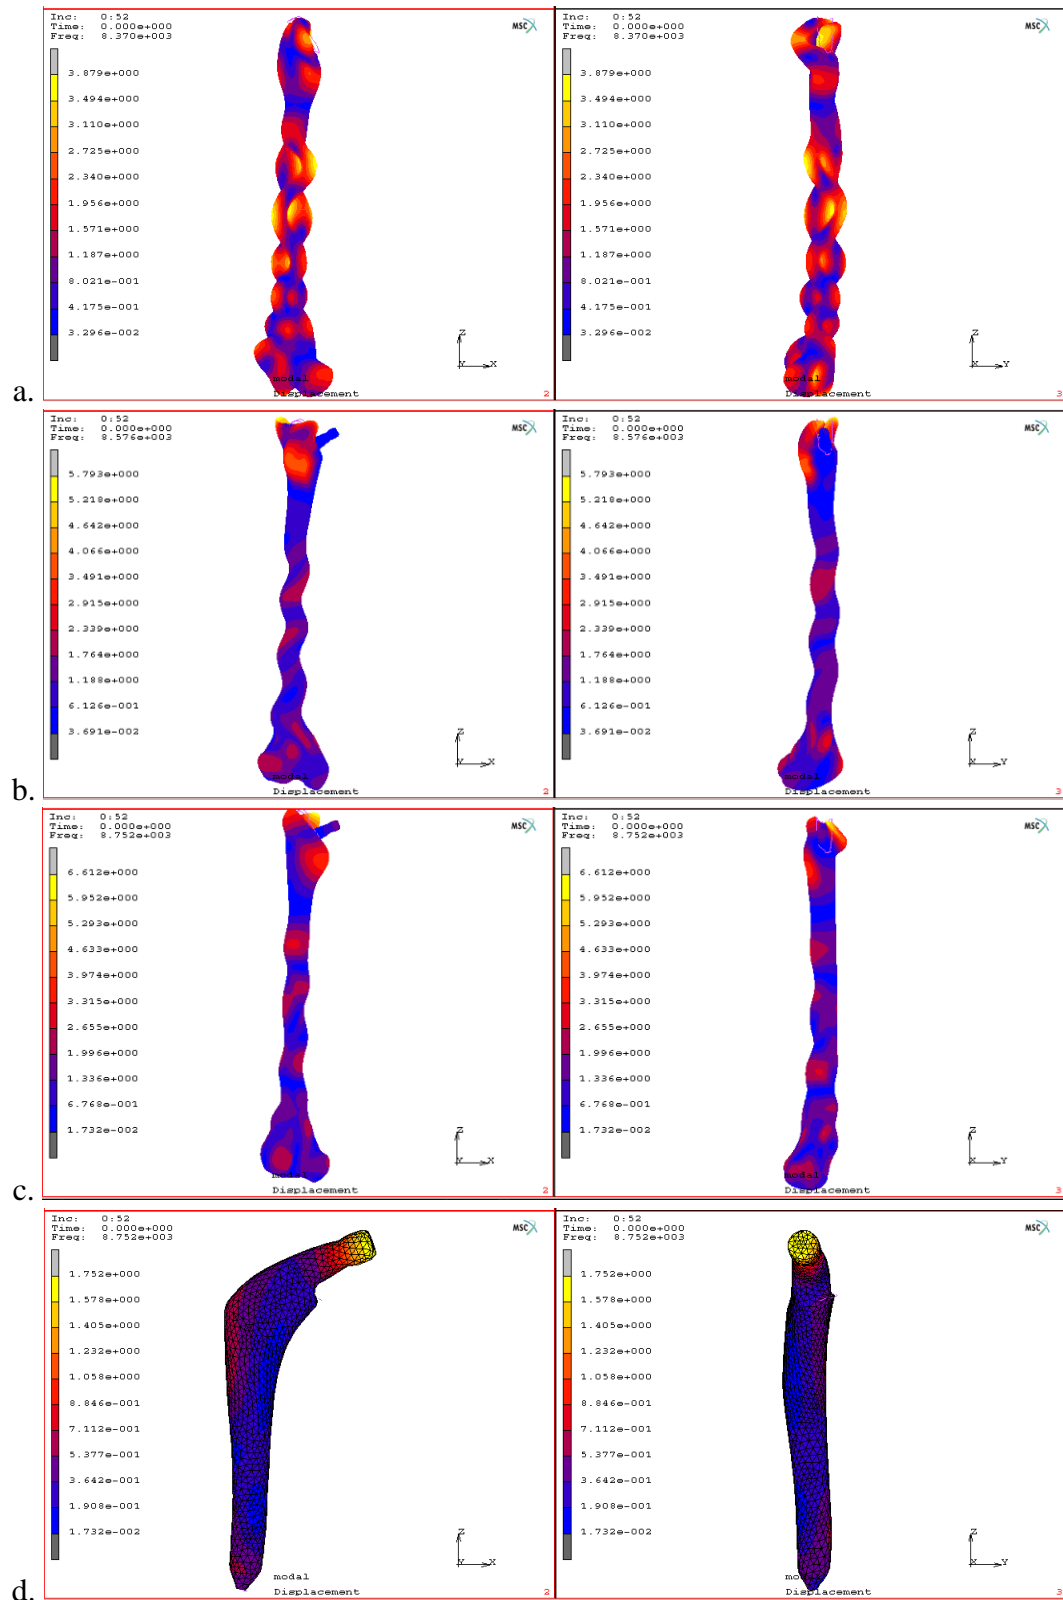 Inc: 0:52
Time: 0.000e+000
Freq: 8.370e+003
MSC
3.879e+000
3.494e+000
3.110e+000
2.725e+000
2.340e+000
1.956e+000
1.571e+000
1.187e+000
8.021e-001
4.175e-001
3.296e-002
Z
Y X
modal
Displacement
2
Inc: 0:52
Time: 0.000e+000
Freq: 8.370e+003
MSC
3.879e+000
3.494e+000
3.110e+000
2.725e+000
2.340e+000
1.956e+000
1.571e+000
1.187e+000
8.021e-001
4.175e-001
3.296e-002
Z
X Y
modal
Displacement
3
a.
Inc: 0:52
Time: 0.000e+000
Freq: 8.576e+003
MSC
5.793e+000
5.218e+000
4.642e+000
4.066e+000
3.491e+000
2.915e+000
2.339e+000
1.764e+000
1.188e+000
6.126e-001
3.691e-002
Z
Y X
modal
Displacement
2
Inc: 0:52
Time: 0.000e+000
Freq: 8.576e+003
MSC
5.793e+000
5.218e+000
4.642e+000
4.066e+000
3.491e+000
2.915e+000
2.339e+000
1.764e+000
1.188e+000
6.126e-001
3.691e-002
Z
X Y
modal
Displacement
3
b.
Inc: 0:52
Time: 0.000e+000
Freq: 8.752e+003
MSC
6.612e+000
5.952e+000
5.293e+000
4.633e+000
3.974e+000
3.315e+000
2.655e+000
1.996e+000
1.336e+000
6.768e-001
1.732e-002
Z
Y X
modal
Displacement
2
Inc: 0:52
Time: 0.000e+000
Freq: 8.752e+003
MSC
6.612e+000
5.952e+000
5.293e+000
4.633e+000
3.974e+000
3.315e+000
2.655e+000
1.996e+000
1.336e+000
6.768e-001
1.732e-002
Z
X Y
modal
Displacement
3
c.
Inc: 0:52
Time: 0.000e+000
Freq: 8.752e+003
MSC
1.752e+000
1.578e+000
1.405e+000
1.232e+000
1.058e+000
8.846e-001
7.112e-001
5.377e-001
3.642e-001
1.908e-001
1.732e-002
Z
Y X
modal
Displacement
2
Inc: 0:52
Time: 0.000e+000
Freq: 8.752e+003
MSC
1.752e+000
1.578e+000
1.405e+000
1.232e+000
1.058e+000
8.846e-001
7.112e-001
5.377e-001
3.642e-001
1.908e-001
1.732e-002
Z
X Y
modal
Displacement
3
d.